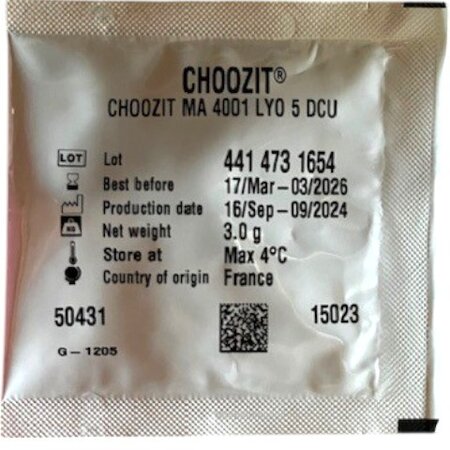 CHOOZIT®
CHOOZIT MA 4001 LYO 5 DCU
LOT Lot 441 473 1654
Best before 17/Mar – 03/2026
Production date 16/Sep – 09/2024
KG Net weight 3.0 g
Store at Max 4°C
Country of origin France
50431 15023
G – 1205